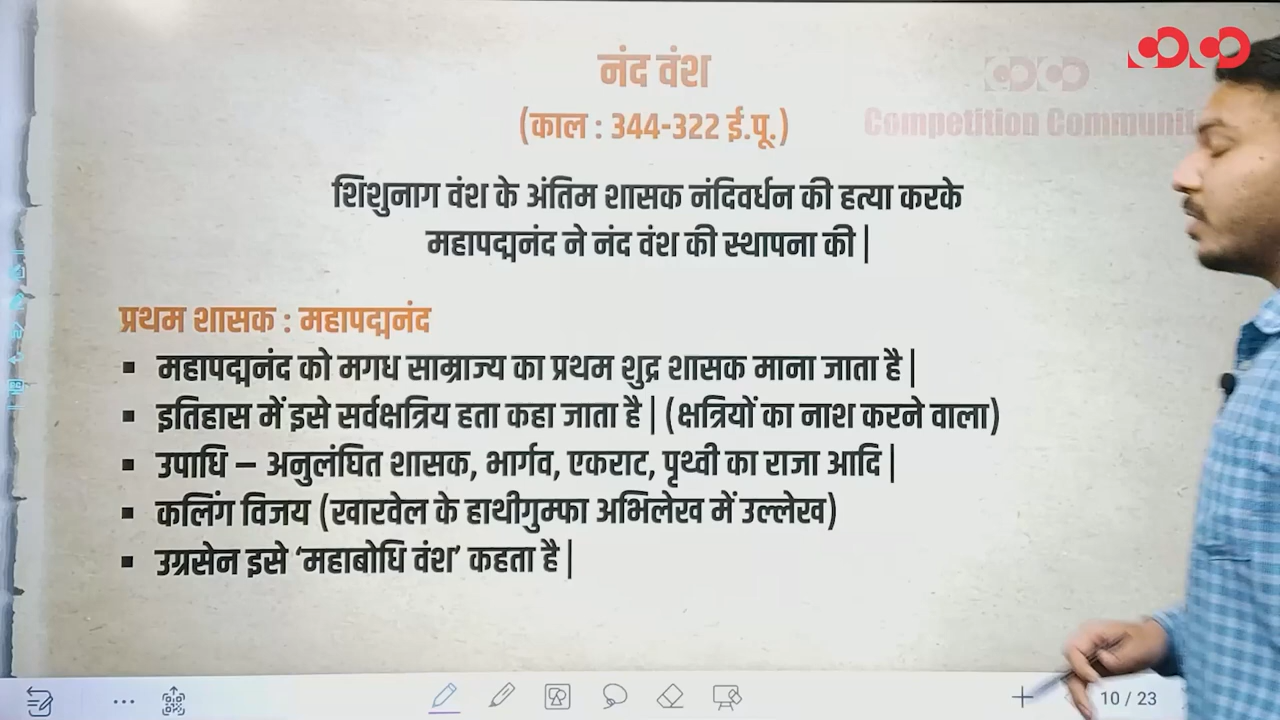 नंद वंश
(काल : 344-322 ई.पू.)
Competition Communit
शिशुनाग वंश के अंतिम शासक नंदिवर्धन की हत्या करके
महापद्मनंद ने नंद वंश की स्थापना की |
प्रथम शासक : महापद्मनंद
▪ महापद्मनंद को मगध साम्राज्य का प्रथम शुद्र शासक माना जाता है |
▪ इतिहास में इसे सर्वक्षत्रिय हता कहा जाता है | (क्षत्रियों का नाश करने वाला)
▪ उपाधि – अनुलंघित शासक, भार्गव, एकराट, पृथ्वी का राजा आदि |
▪ कलिंग विजय (खारवेल के हाथीगुम्फा अभिलेख में उल्लेख)
▪ उग्रसेन इसे ‘महाबोधि वंश’ कहता है |
10 / 23